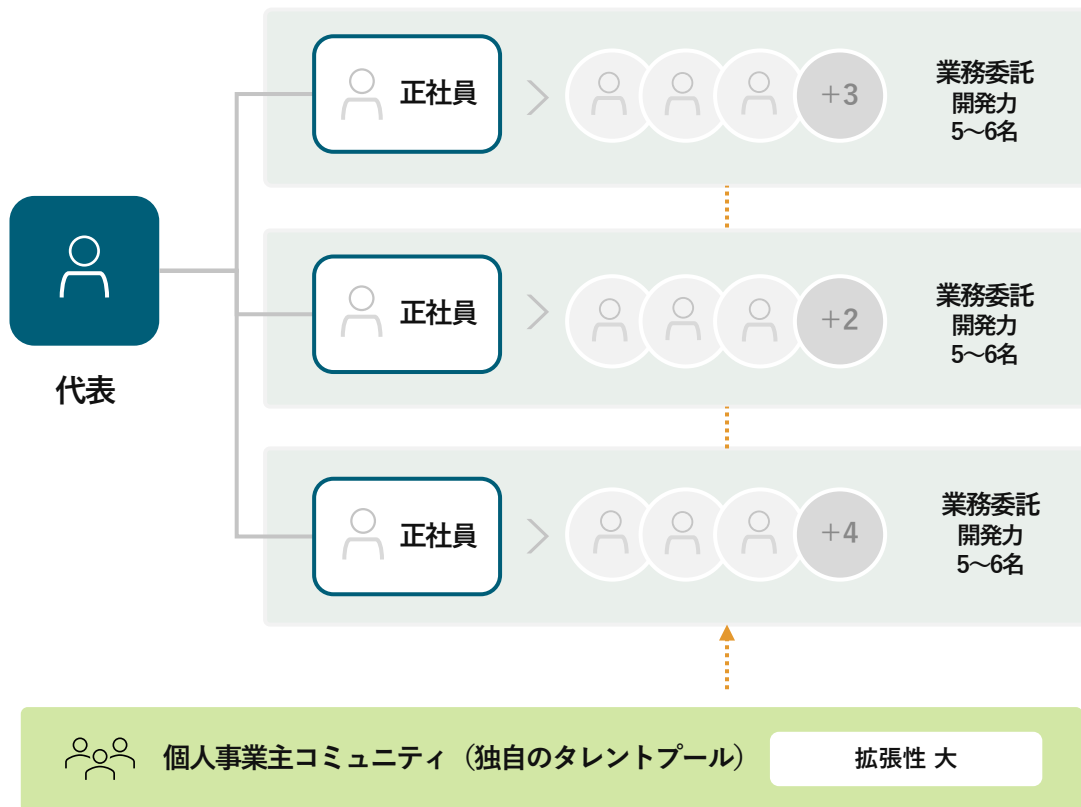 正社員
+3
業務委託
開発力
5〜6名
代表
正社員
+2
業務委託
開発力
5〜6名
正社員
+4
業務委託
開発力
5〜6名
個人事業主コミュニティ（独自のタレントプール）
拡張性 大